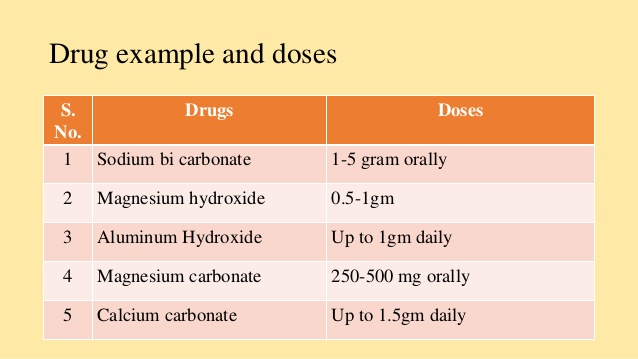 Drug example and doses
S. No. Drugs Doses
1 Sodium bi carbonate 1-5 gram orally
2 Magnesium hydroxide 0.5-1gm
3 Aluminum Hydroxide Up to 1gm daily
4 Magnesium carbonate 250-500 mg orally
5 Calcium carbonate Up to 1.5gm daily